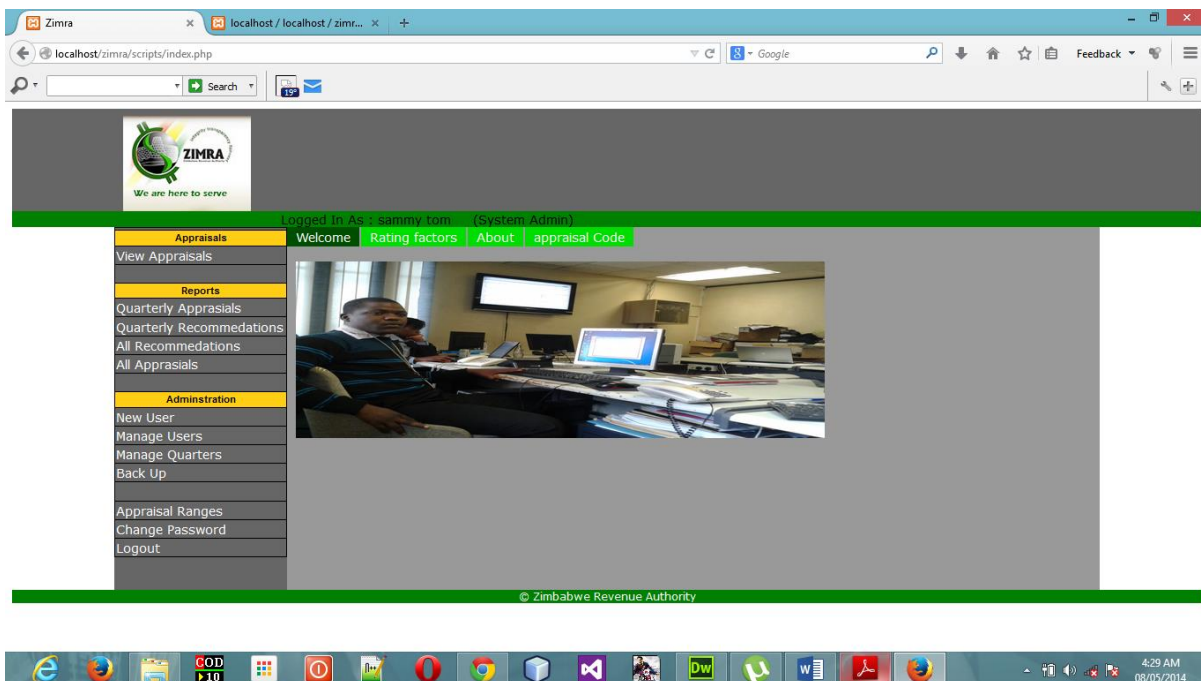 Zimra
localhost / localhost / zimr...
localhost/zimra/scripts/index.php
8 - Google
Feedback
Search
19°
ZIMRA
We are here to serve
Logged In As : sammy tom (System Admin)
Welcome Rating factors About appraisal Code
Appraisals
View Appraisals
Reports
Quarterly Apprasials
Quarterly Recommedations
All Recommedations
All Apprasials
Adminstration
New User
Manage Users
Manage Quarters
Back Up
Appraisal Ranges
Change Password
Logout
© Zimbabwe Revenue Authority
COD
10
n++
Dw
W
4:29 AM
08/05/2014